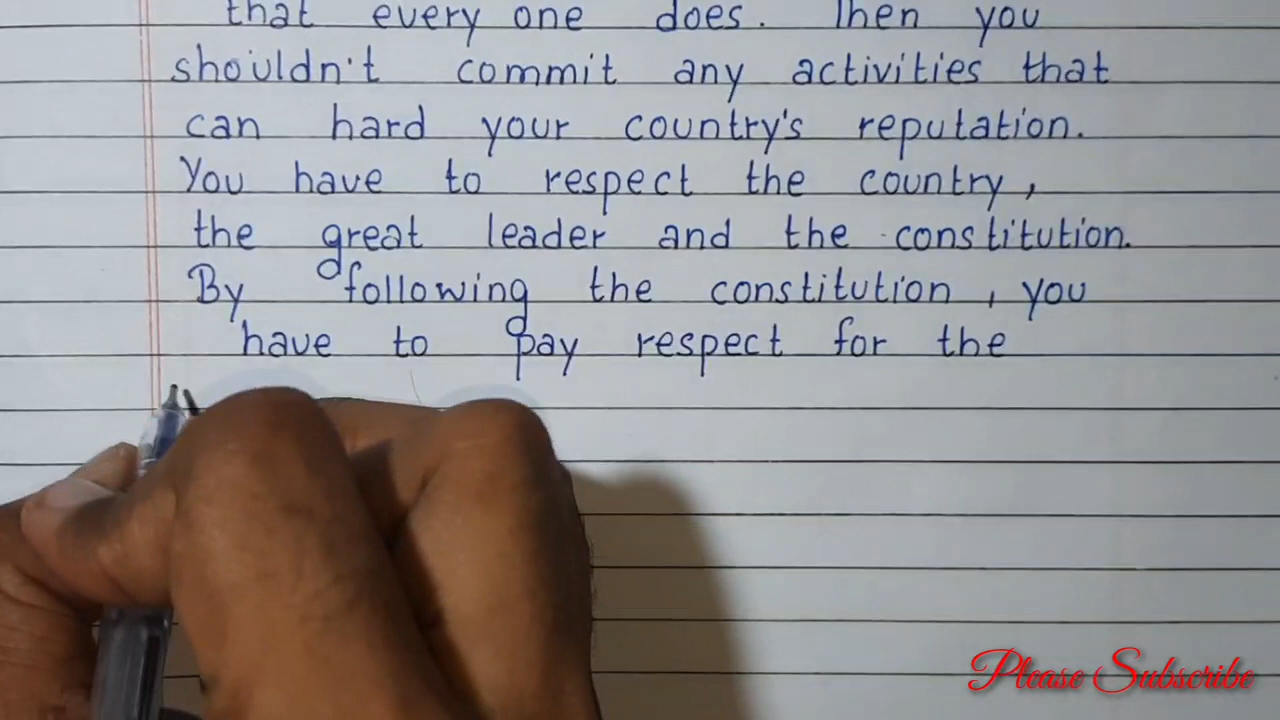 that every one does. Then you
shouldn't commit any activities that
can hard your country's reputation.
You have to respect the country,
the great leader and the constitution.
By following the constitution, you
have to pay respect for the
Please Subscribe